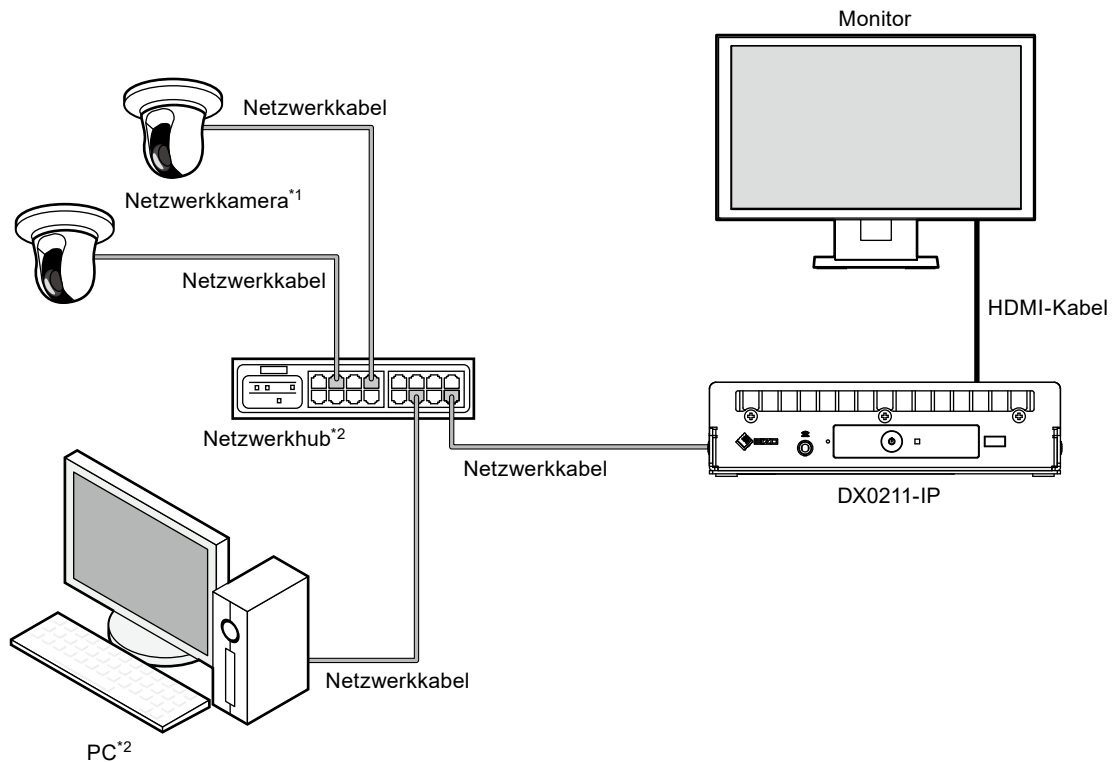 Monitor
Netzwerkkabel
Netzwerkkamera*1
Netzwerkkabel
HDMI-Kabel
Netzwerkhub*2
Netzwerkkabel
DX0211-IP
Netzwerkkabel
PC*2